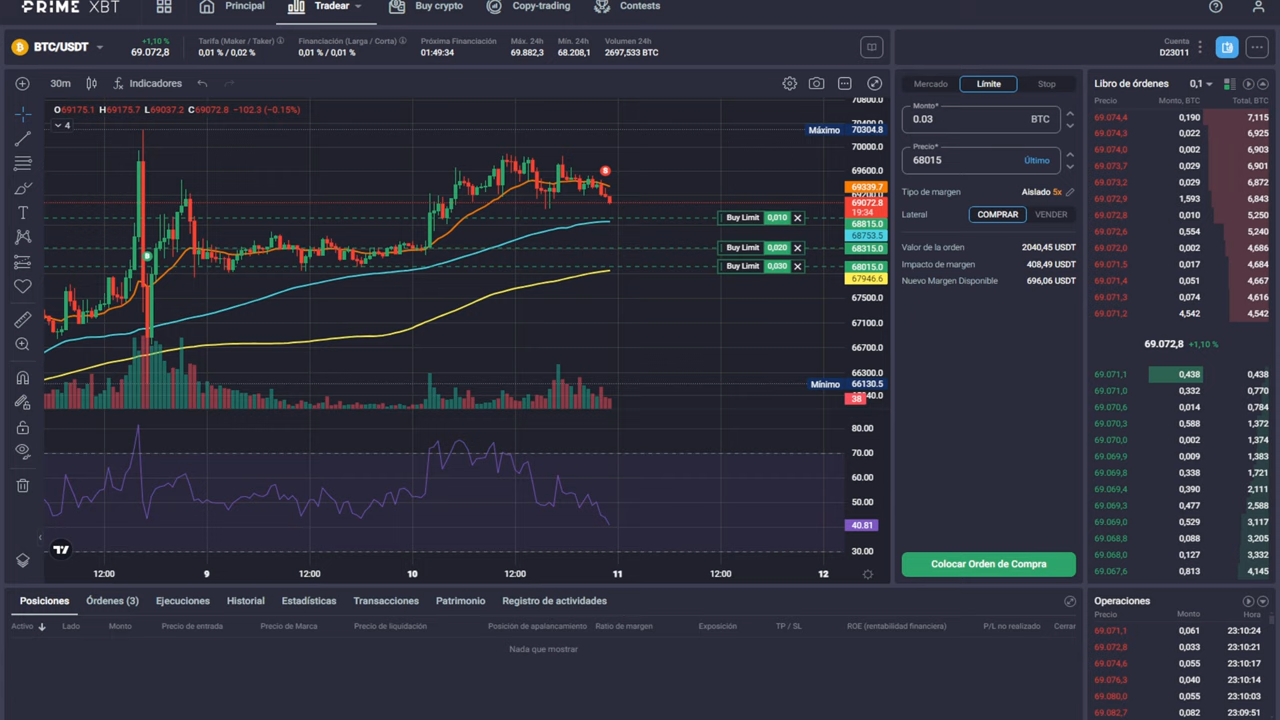 PRIME XBT
Principal
Tradear
Buy crypto
Copy-trading
Contests
BTC/USDT
+1,10 %
69.072,8
Tarifa (Maker / Taker)
0,01 % / 0,02 %
Financiación (Larga / Corta)
0,01 % / 0,01 %
Próxima Financiación
01:49:34
Máx. 24h
69.882,3
Mín. 24h
68.208,1
Volumen 24h
2697,533 BTC
Cuenta
D23011
30m
Indicadores
O69175.1 H69175.7 L69037.2 C69072.8 -102.3 (-0.15%)
4
70800.0
70400.0
Máximo 70304.8
70000.0
69600.0
69339.7
69200.0
69072.8
19:34
68815.0
68753.5
68315.0
68015.0
67946.6
67500.0
67100.0
66700.0
66300.0
Mínimo 66130.5
38
Buy Limit 0,010
Buy Limit 0,020
Buy Limit 0,030
80.00
70.00
60.00
50.00
40.81
30.00
12:00 9 12:00 10 12:00 11 12:00 12
Mercado Límite Stop
Monto*
0.03 BTC
Precio*
68015 Último
Tipo de margen Aislado 5x
Lateral COMPRAR VENDER
Valor de la orden 2040,45 USDT
Impacto de margen 408,49 USDT
Nuevo Margen Disponible 696,06 USDT
Colocar Orden de Compra
Libro de órdenes 0,1
Precio Monto, BTC Total, BTC
69.074,4 0,190 7,115
69.074,3 0,022 6,925
69.074,0 0,002 6,903
69.073,7 0,029 6,901
69.073,2 0,029 6,872
69.072,8 1,593 6,843
69.072,7 0,010 5,250
69.072,6 0,554 5,240
69.072,0 0,002 4,686
69.071,5 0,017 4,684
69.071,4 0,051 4,667
69.071,3 0,074 4,616
69.071,2 4,542 4,542
69.072,8 +1,10 %
69.071,1 0,438 0,438
69.071,0 0,332 0,770
69.070,6 0,014 0,784
69.070,3 0,588 1,372
69.070,0 0,002 1,374
69.069,9 0,009 1,383
69.069,8 0,338 1,721
69.069,4 0,390 2,111
69.069,3 0,477 2,588
69.069,0 0,529 3,117
69.068,8 0,088 3,205
69.068,0 0,127 3,332
69.067,6 0,813 4,145
Posiciones
Órdenes (3)
Ejecuciones
Historial
Estadísticas
Transacciones
Patrimonio
Registro de actividades
Activo Lado Monto Precio de entrada Precio de Marca Precio de liquidación Posición de apalancamiento Ratio de margen Exposición TP / SL ROE (rentabilidad financiera) P/L no realizado Cerrar
Nada que mostrar
Operaciones
Precio Monto Hora
69.071,1 0,061 23:10:24
69.072,8 0,033 23:10:21
69.074,6 0,055 23:10:17
69.076,3 0,040 23:10:14
69.080,0 0,055 23:10:03
69.082,7 0,082 23:09:51